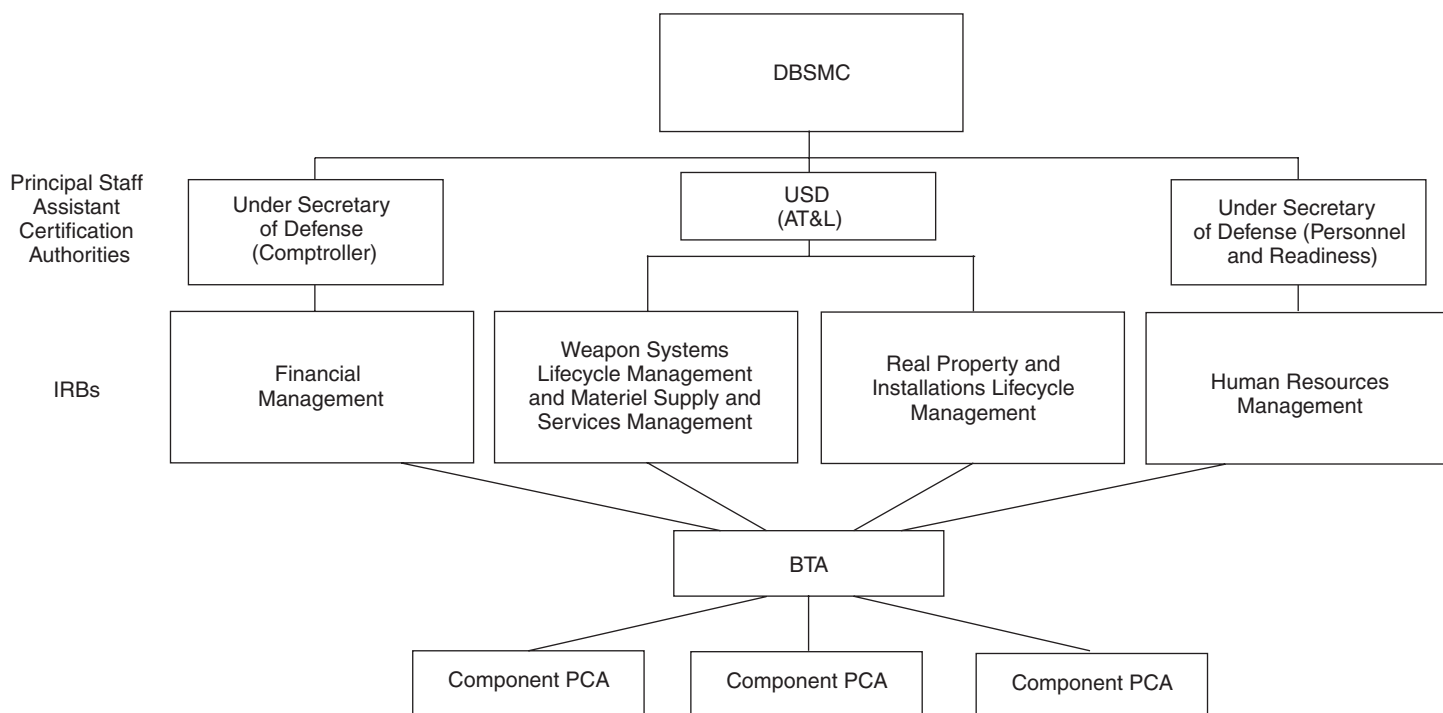 DBSMC
Principal Staff
Assistant
Certification
Authorities
Under Secretary
of Defense
(Comptroller)
USD
(AT&L)
Under Secretary
of Defense (Personnel
and Readiness)
IRBs
Financial
Management
Weapon Systems
Lifecycle Management
and Materiel Supply and
Services Management
Real Property and
Installations Lifecycle
Management
Human Resources
Management
BTA
Component PCA
Component PCA
Component PCA